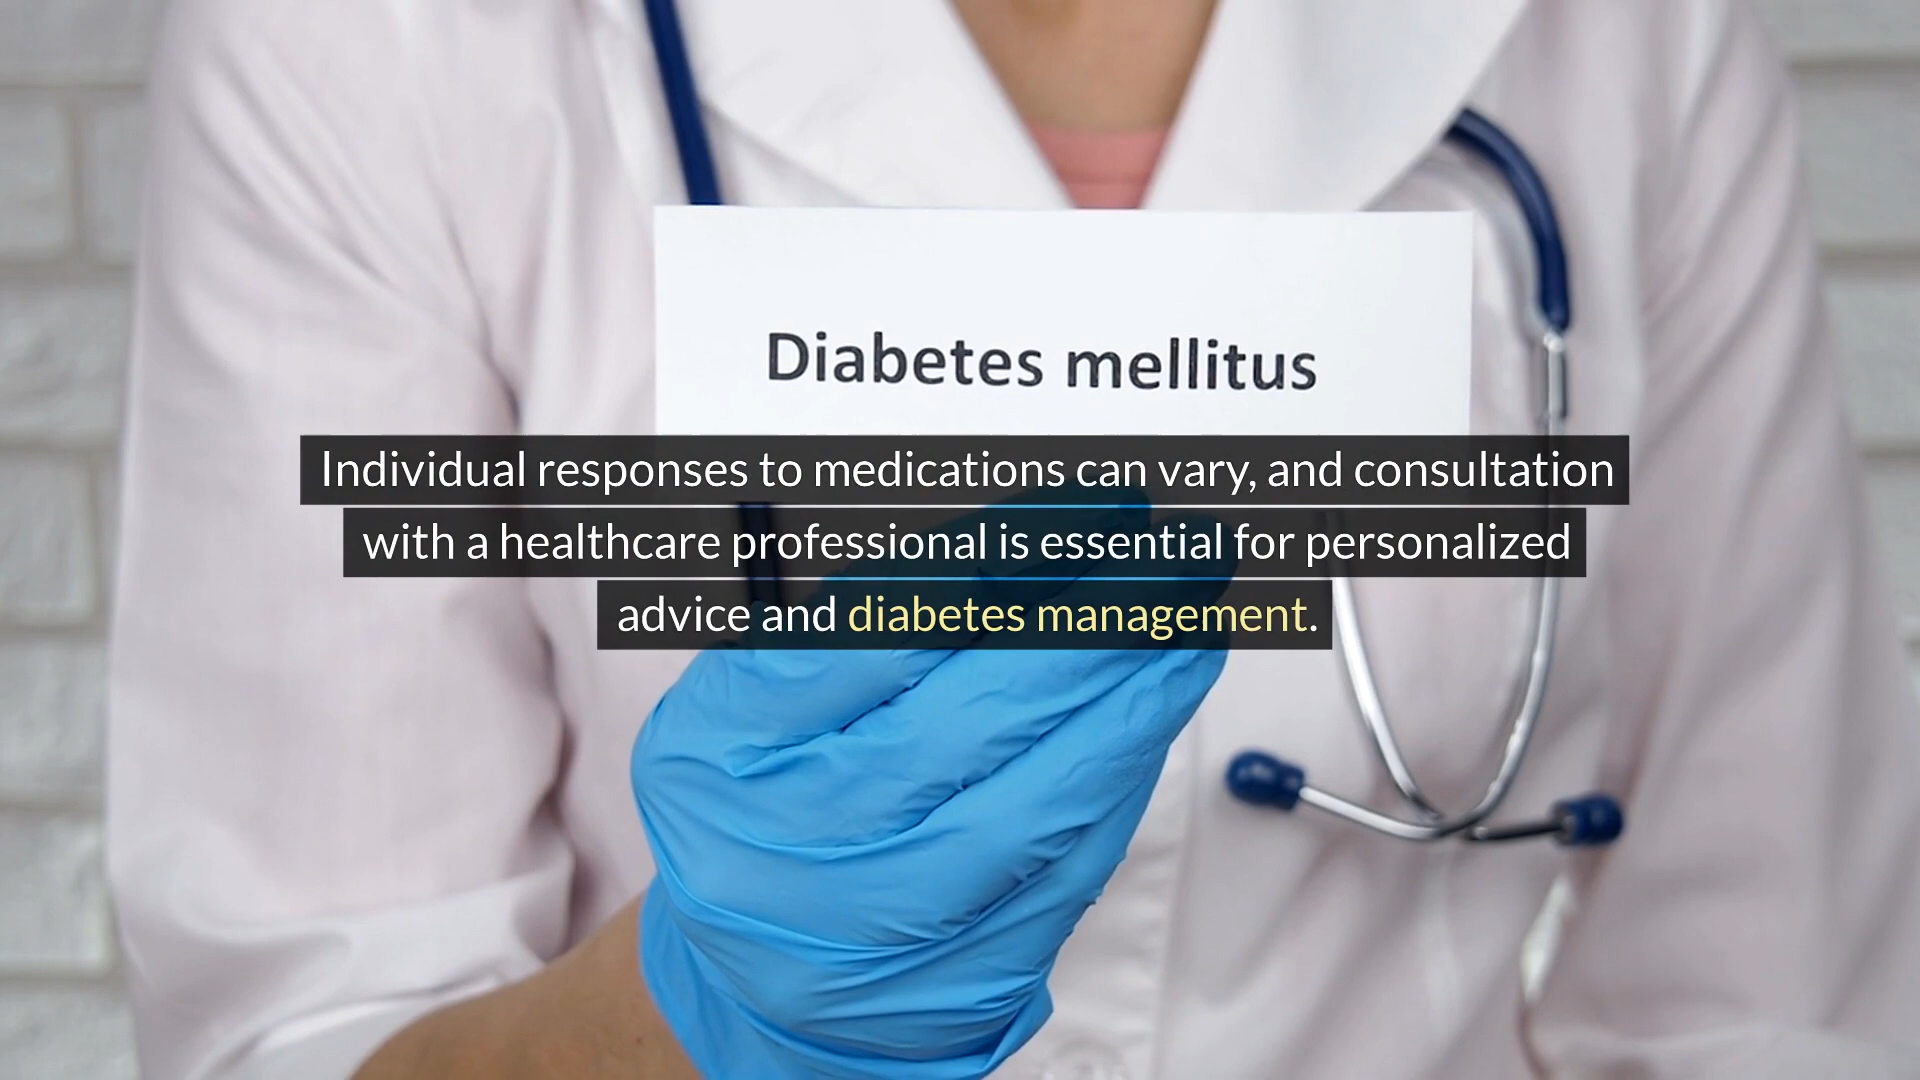 Diabetes mellitus
Individual responses to medications can vary, and consultation
with a healthcare professional is essential for personalized
advice and diabetes management.